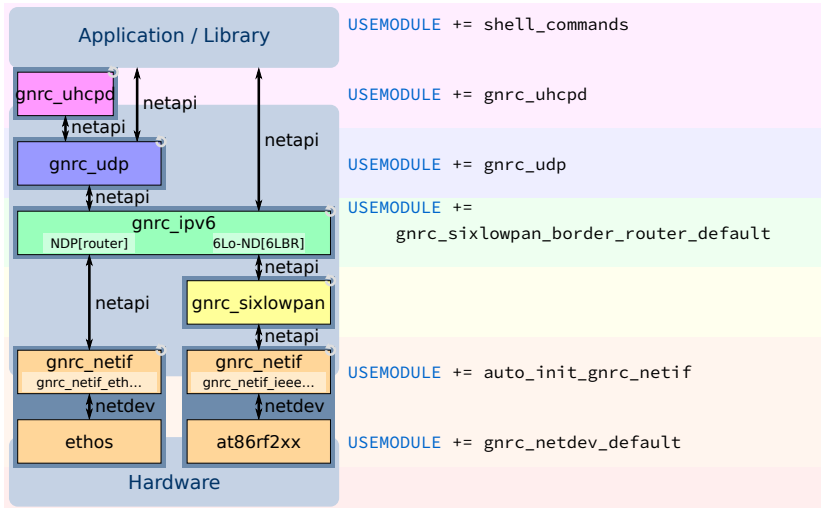 Application / Library
USEMODULE += shell_commands
gnrc_uhcpd
netapi
USEMODULE += gnrc_uhcpd
netapi
netapi
gnrc_udp
USEMODULE += gnrc_udp
netapi
gnrc_ipv6
NDP[router]
6Lo-ND[6LBR]
USEMODULE +=
gnrc_sixlowpan_border_router_default
netapi
netapi
gnrc_sixlowpan
netapi
gnrc_netif
gnrc_netif_eth...
gnrc_netif
gnrc_netif_ieee...
USEMODULE += auto_init_gnrc_netif
netdev
netdev
ethos
at86rf2xx
USEMODULE += gnrc_netdev_default
Hardware